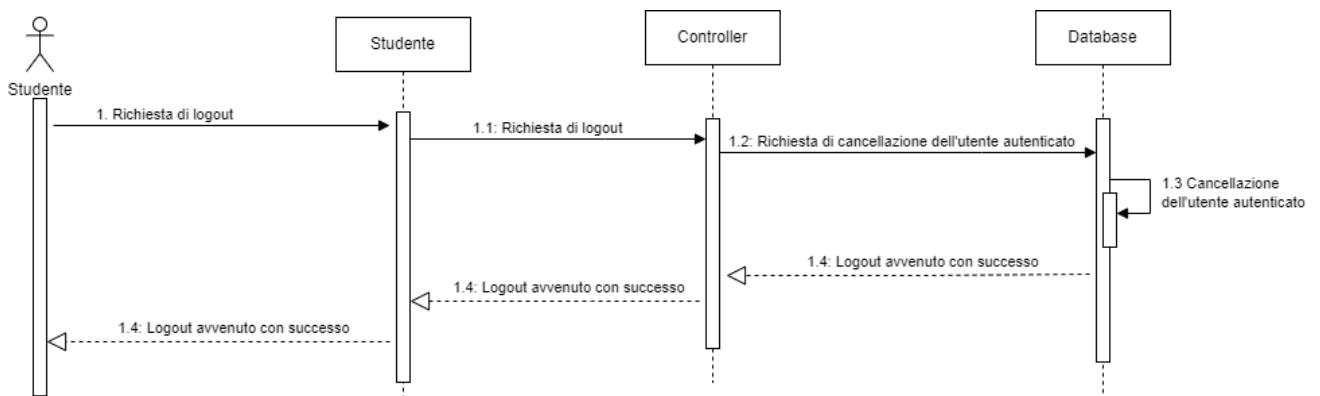 Studente
Controller
Database
Studente
1. Richiesta di logout
1.1: Richiesta di logout
1.2: Richiesta di cancellazione dell'utente autenticato
1.3 Cancellazione
dell'utente autenticato
1.4: Logout avvenuto con successo
1.4: Logout avvenuto con successo
1.4: Logout avvenuto con successo